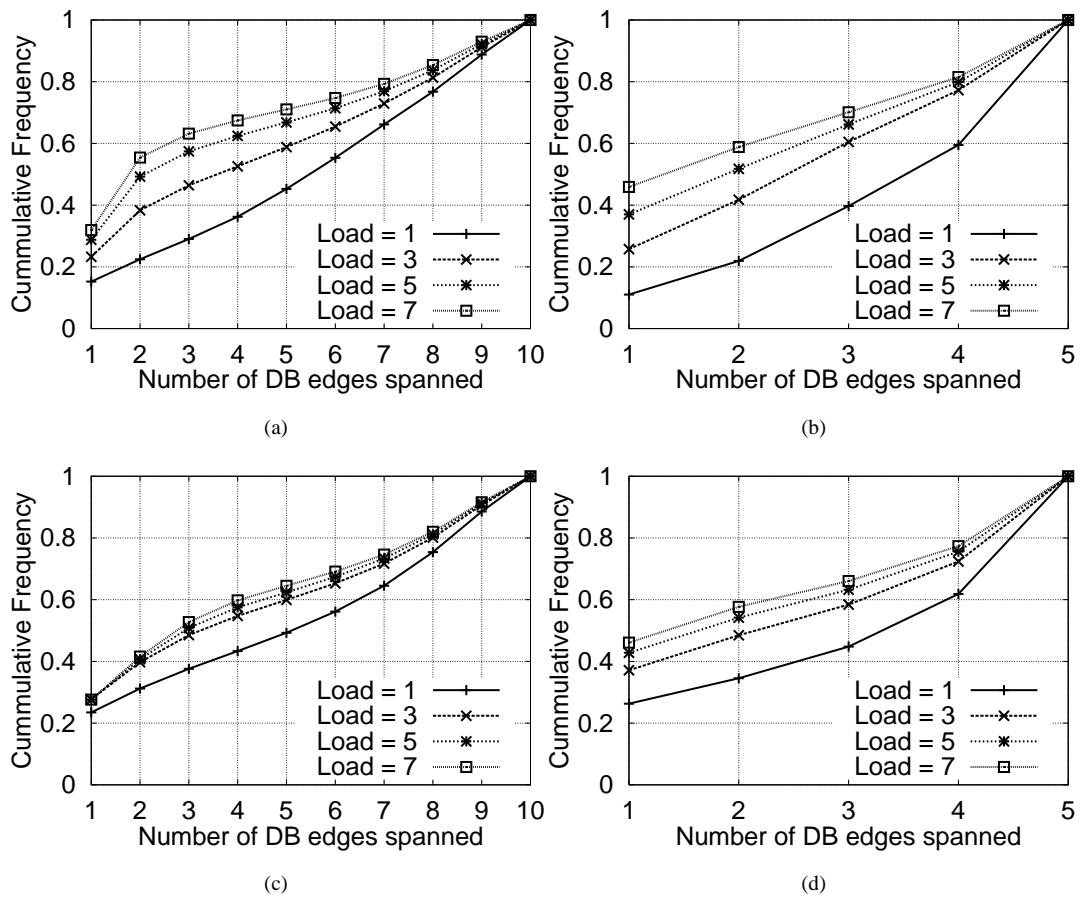 1
0.8
0.6
0.4
0.2
0
Cummulative Frequency
Load = 1
Load = 3
Load = 5
Load = 7
1 2 3 4 5 6 7 8 9 10
Number of DB edges spanned
(a)
1
0.8
0.6
0.4
0.2
0
Cummulative Frequency
Load = 1
Load = 3
Load = 5
Load = 7
1 2 3 4 5
Number of DB edges spanned
(b)
1
0.8
0.6
0.4
0.2
0
Cummulative Frequency
Load = 1
Load = 3
Load = 5
Load = 7
1 2 3 4 5 6 7 8 9 10
Number of DB edges spanned
(c)
1
0.8
0.6
0.4
0.2
0
Cummulative Frequency
Load = 1
Load = 3
Load = 5
Load = 7
1 2 3 4 5
Number of DB edges spanned
(d)